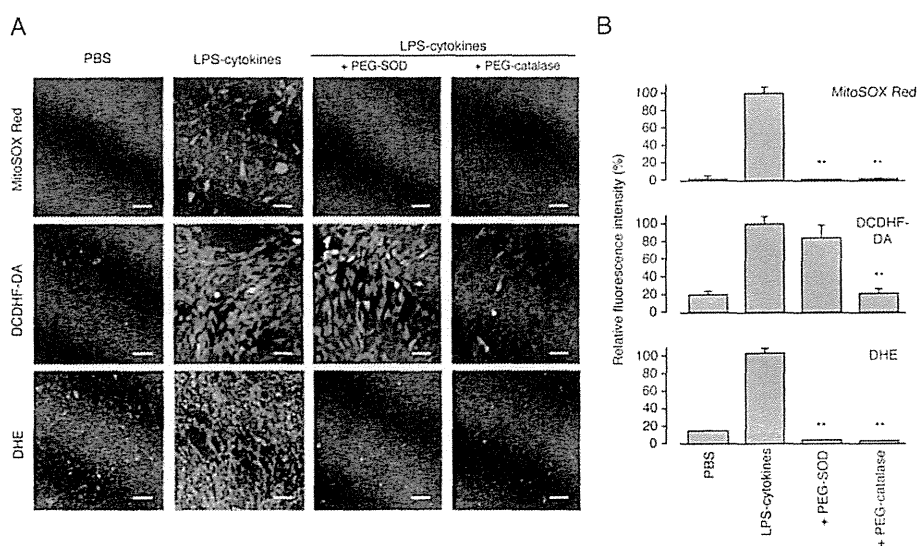 A
PBS
LPS-cytokines
LPS-cytokines
+ PEG-SOD
+ PEG-catalase
MitoSOX Red
DCDHF-DA
DHE
B
Relative fluorescence intensity (%)
MitoSOX Red
100
80
60
40
20
0
**
**
DCDHF-
DA
100
80
60
40
20
0
**
DHE
100
80
60
40
20
0
**
**
PBS
LPS-cytokines
+ PEG-SOD
+ PEG-catalase